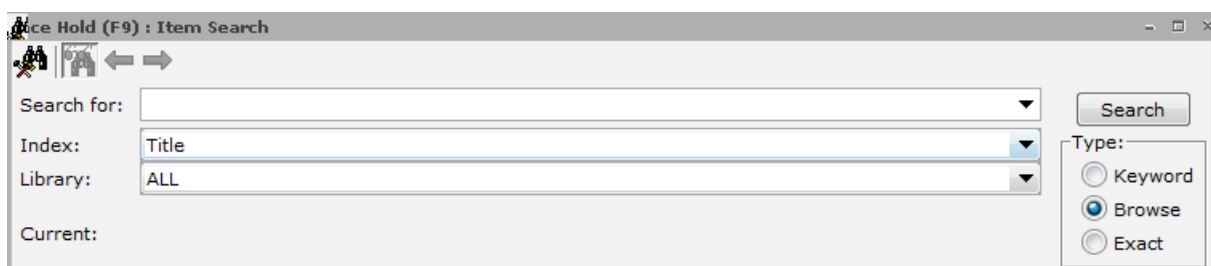 ce Hold (F9) : Item Search
Search for:
Search
Index: Title
Type:
Library: ALL
Keyword
Browse
Current:
Exact